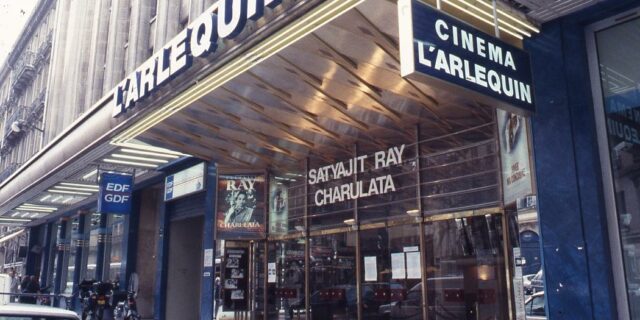 L'ARLEQUIN
CINEMA
L'ARLEQUIN
EDF
GDF
SATYAJIT RAY
CHARULATA
RAY
CHARULATA